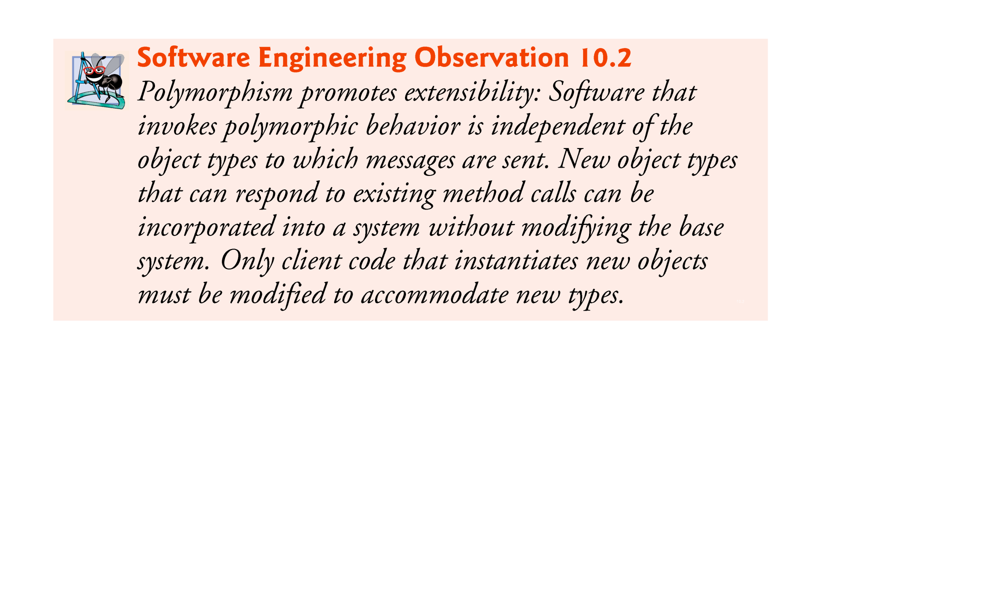 Software Engineering Observation 10.2
Polymorphism promotes extensibility: Software that
invokes polymorphic behavior is independent of the
object types to which messages are sent. New object types
that can respond to existing method calls can be
incorporated into a system without modifying the base
system. Only client code that instantiates new objects
must be modified to accommodate new types.